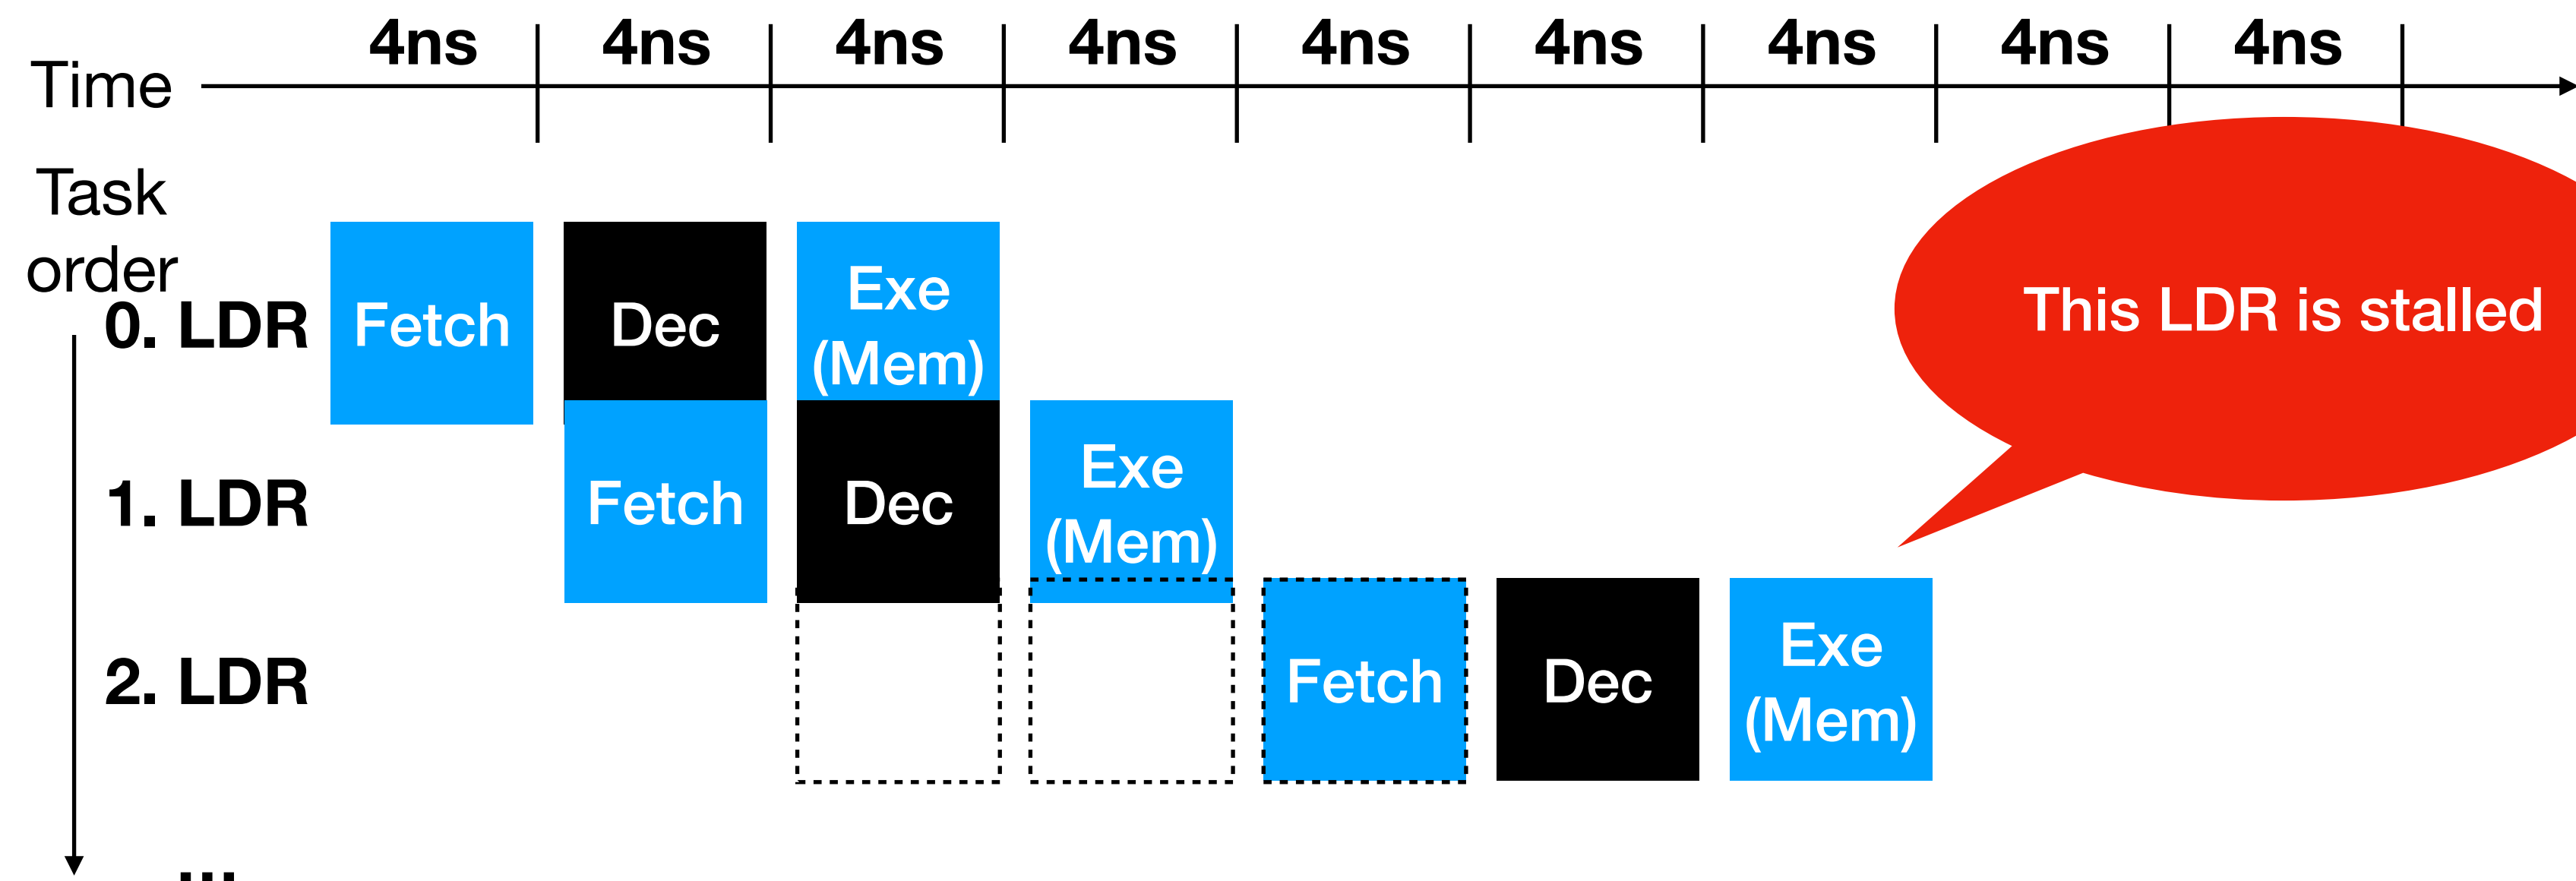 4ns 4ns 4ns 4ns 4ns 4ns 4ns 4ns 4ns
Time
Task
order
0. LDR Fetch Dec Exe
(Mem)
This LDR is stalled
1. LDR Fetch Dec Exe
(Mem)
2. LDR Fetch Dec Exe
(Mem)
...